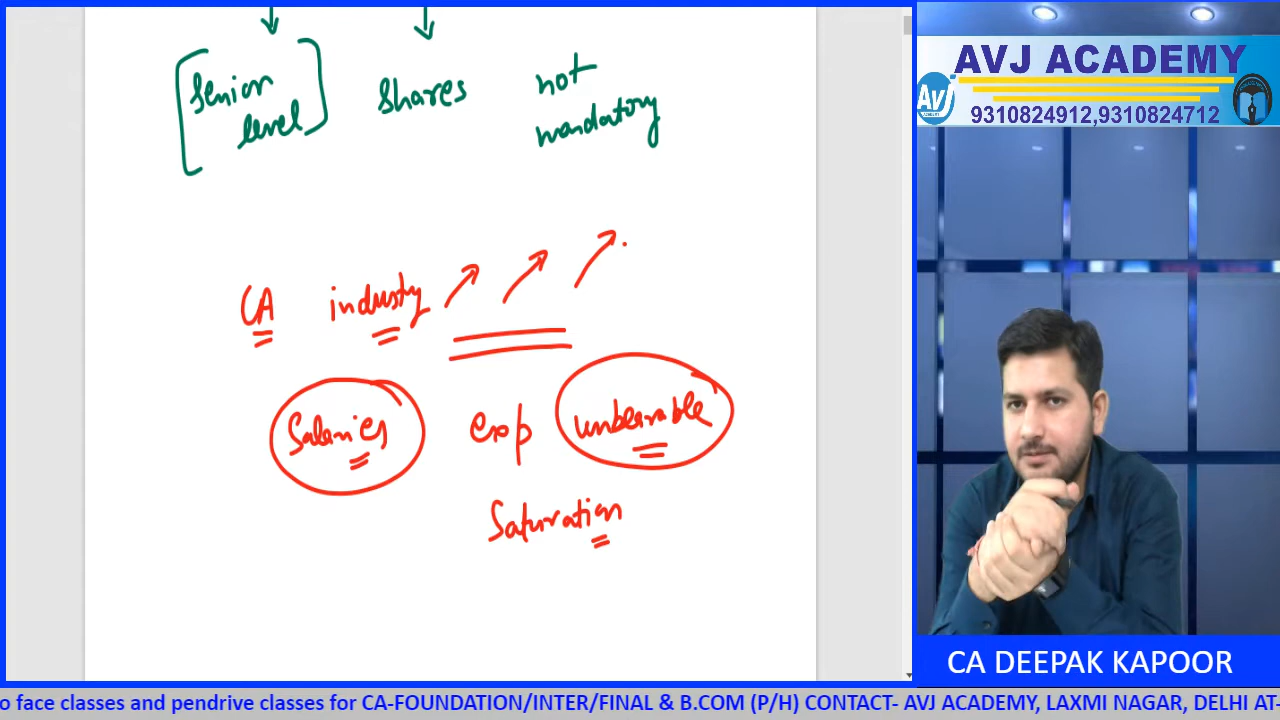 Senior level
Shares
not mandatory
CA industry
Salaries exp unbearable
Saturation
AVJ ACADEMY
AVJ
9310824912,9310824712
CA DEEPAK KAPOOR
o face classes and pendrive classes for CA-FOUNDATION/INTER/FINAL & B.COM (P/H) CONTACT- AVJ ACADEMY, LAXMI NAGAR, DELHI AT-